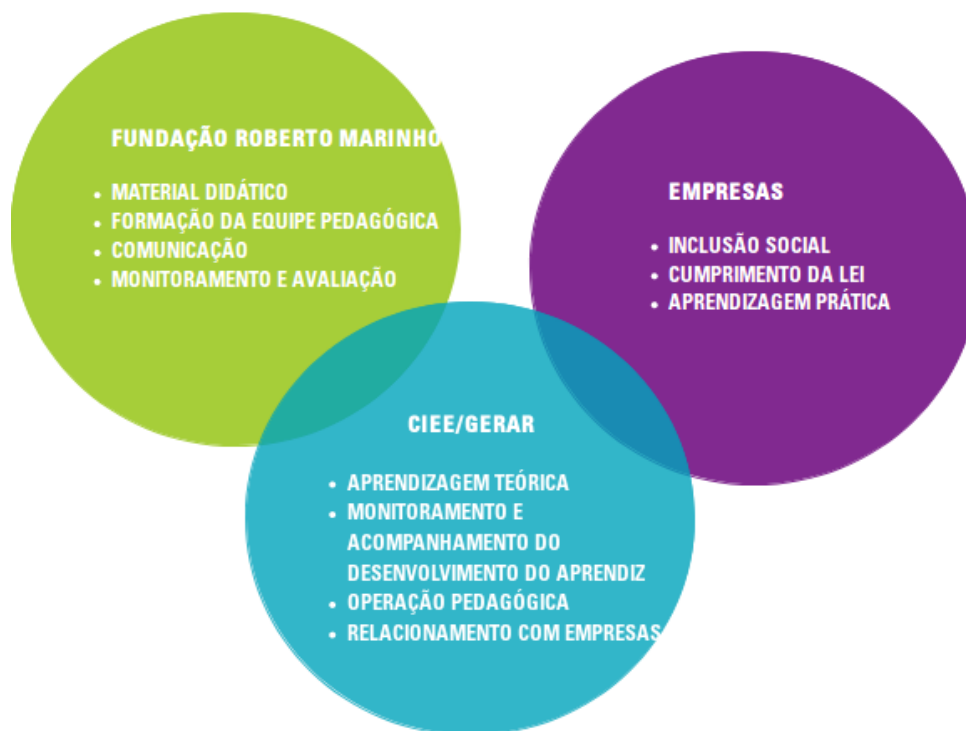 FUNDAÇÃO ROBERTO MARINHO
• MATERIAL DIDÁTICO
• FORMAÇÃO DA EQUIPE PEDAGÓGICA
• COMUNICAÇÃO
• MONITORAMENTO E AVALIAÇÃO
EMPRESAS
• INCLUSÃO SOCIAL
• CUMPRIMENTO DA LEI
• APRENDIZAGEM PRÁTICA
CIEE/GERAR
• APRENDIZAGEM TEÓRICA
• MONITORAMENTO E
ACOMPANHAMENTO DO
DESENVOLVIMENTO DO APRENDIZ
• OPERAÇÃO PEDAGÓGICA
• RELACIONAMENTO COM EMPRESAS